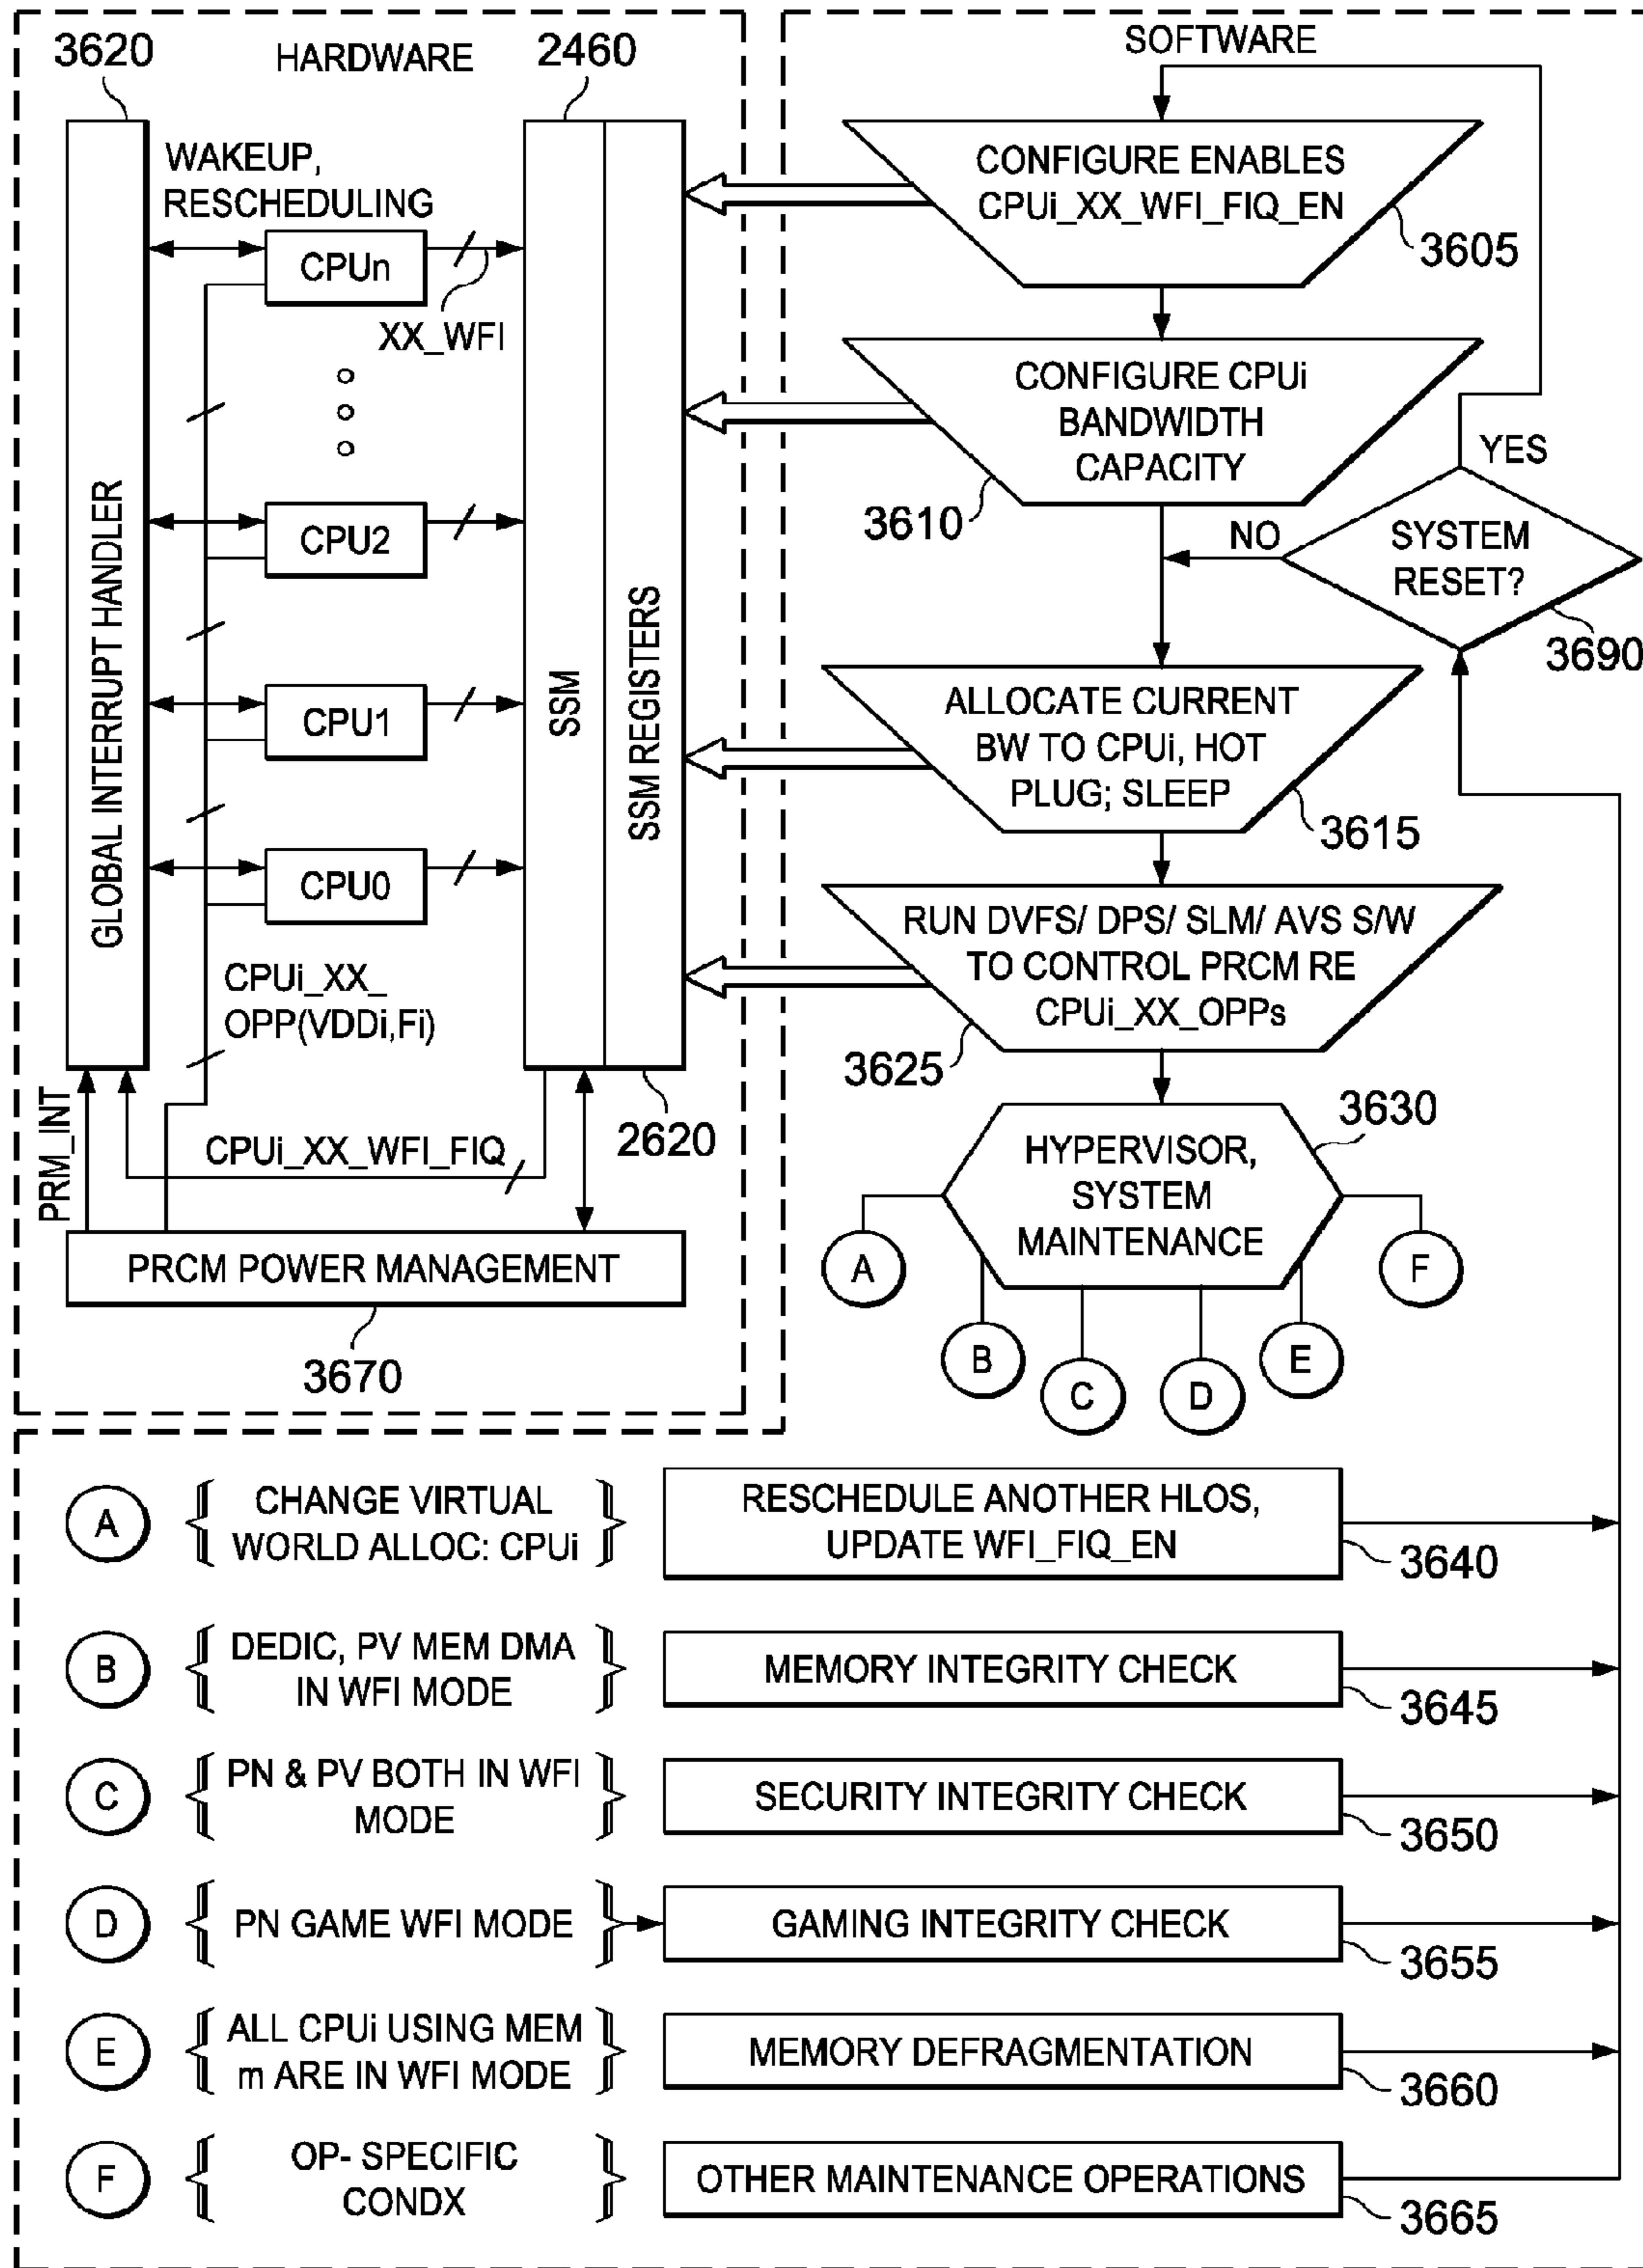 3620
HARDWARE
2460
WAKEUP,
RESCHEDULING
CPUn
XX_WFI
CPU2
CPU1
CPU0
GLOBAL INTERRUPT HANDLER
SSM
SSM REGISTERS
CPUi_XX_
OPP(VDDi,Fi)
PRM_INT
CPUi_XX_WFI_FIQ
2620
PRCM POWER MANAGEMENT
3670
SOFTWARE
CONFIGURE ENABLES
CPUi_XX_WFI_FIQ_EN
3605
CONFIGURE CPUi
BANDWIDTH
CAPACITY
3610
YES
NO
SYSTEM
RESET?
3690
ALLOCATE CURRENT
BW TO CPUi, HOT
PLUG; SLEEP
3615
RUN DVFS/ DPS/ SLM/ AVS S/W
TO CONTROL PRCM RE
CPUi_XX_OPPs
3625
3630
HYPERVISOR,
SYSTEM
MAINTENANCE
A
B
C
D
E
F
A
CHANGE VIRTUAL
WORLD ALLOC: CPUi
RESCHEDULE ANOTHER HLOS,
UPDATE WFI_FIQ_EN
3640
B
DEDIC, PV MEM DMA
IN WFI MODE
MEMORY INTEGRITY CHECK
3645
C
PN & PV BOTH IN WFI
MODE
SECURITY INTEGRITY CHECK
3650
D
PN GAME WFI MODE
GAMING INTEGRITY CHECK
3655
E
ALL CPUi USING MEM
m ARE IN WFI MODE
MEMORY DEFRAGMENTATION
3660
F
OP- SPECIFIC
CONDX
OTHER MAINTENANCE OPERATIONS
3665